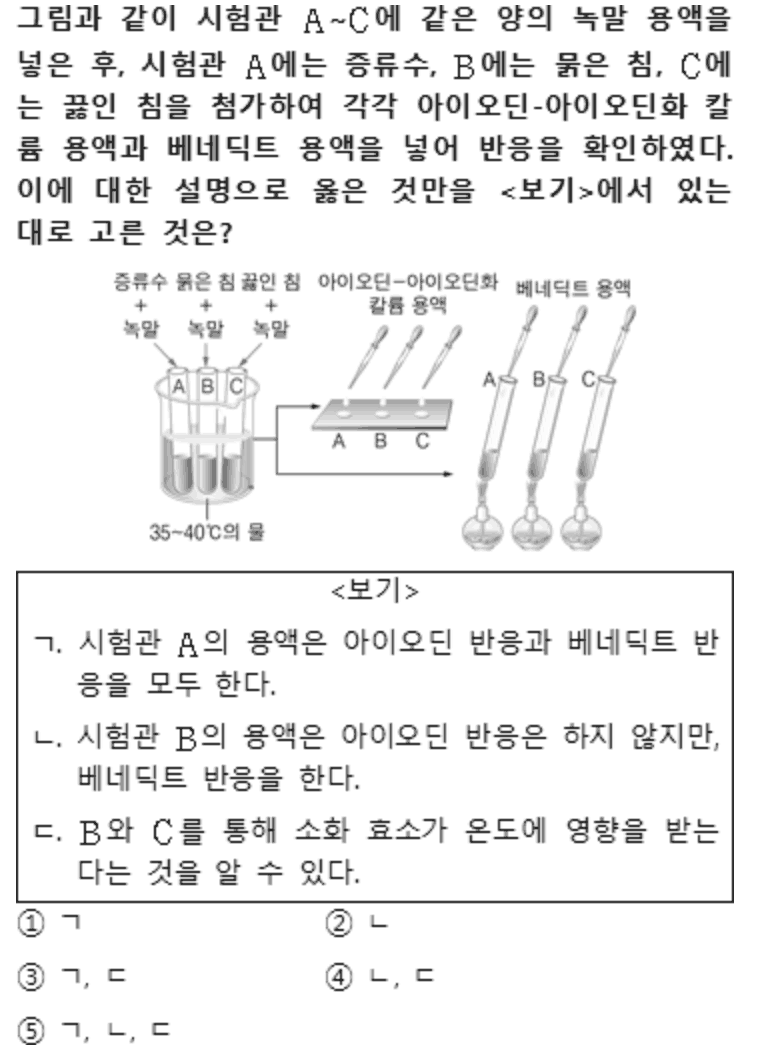 그림과 같이 시험관 A~C에 같은 양의 녹말 용액을
넣은 후, 시험관 A에는 증류수, B에는 묽은 침, C에
는 끓인 침을 첨가하여 각각 아이오딘-아이오딘화 칼
륨 용액과 베네딕트 용액을 넣어 반응을 확인하였다.
이에 대한 설명으로 옳은 것만을 <보기>에서 있는
대로 고른 것은?
증류수 묽은 침 끓인 침
+ + +
녹말 녹말 녹말
A B C
35~40℃의 물
아이오딘-아이오딘화
칼륨 용액
A B C
베네딕트 용액
A B C
<보기>
ㄱ. 시험관 A의 용액은 아이오딘 반응과 베네딕트 반
응을 모두 한다.
ㄴ. 시험관 B의 용액은 아이오딘 반응은 하지 않지만,
베네딕트 반응을 한다.
ㄷ. B와 C를 통해 소화 효소가 온도에 영향을 받는
다는 것을 알 수 있다.
① ㄱ ② ㄴ
③ ㄱ, ㄷ ④ ㄴ, ㄷ
⑤ ㄱ, ㄴ, ㄷ